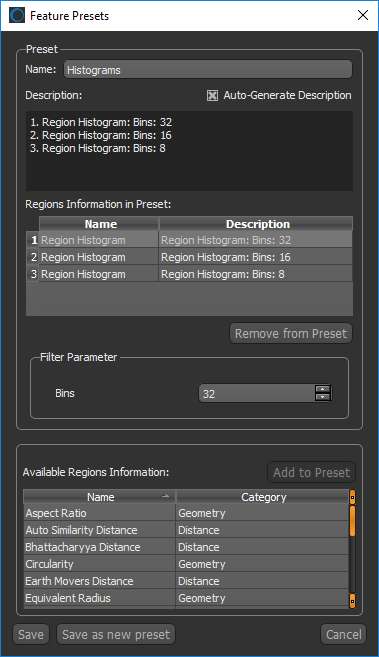 Feature Presets
Preset
Name: Histograms
Description: Auto-Generate Description
1. Region Histogram: Bins: 32
2. Region Histogram: Bins: 16
3. Region Histogram: Bins: 8
Regions Information in Preset:
Name Description
1 Region Histogram Region Histogram: Bins: 32
2 Region Histogram Region Histogram: Bins: 16
3 Region Histogram Region Histogram: Bins: 8
Remove from Preset
Filter Parameter
Bins 32
Available Regions Information: Add to Preset
Name Category
Aspect Ratio Geometry
Auto Similarity Distance Distance
Bhattacharyya Distance Distance
Circularity Geometry
Earth Movers Distance Distance
Equivalent Radius Geometry
Save Save as new preset Cancel